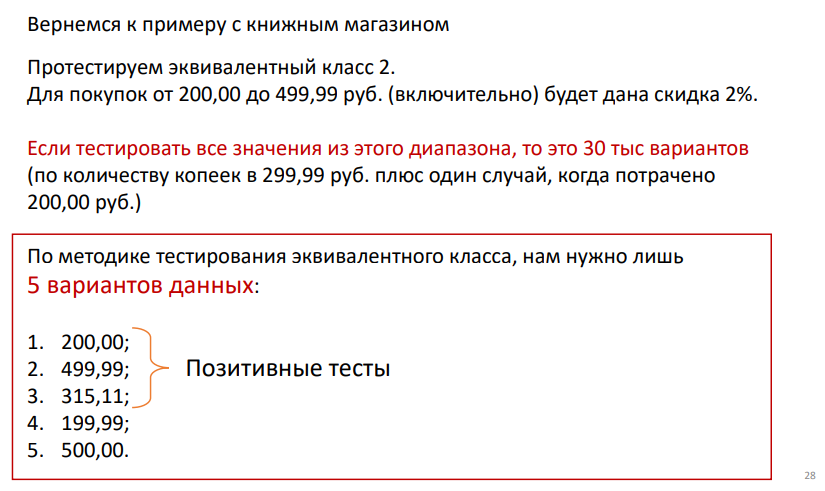 Вернемся к примеру с книжным магазином
Протестируем эквивалентный класс 2.
Для покупок от 200,00 до 499,99 руб. (включительно) будет дана скидка 2%.
Если тестировать все значения из этого диапазона, то это 30 тыс вариантов
(по количеству копеек в 299,99 руб. плюс один случай, когда потрачено
200,00 руб.)
По методике тестирования эквивалентного класса, нам нужно лишь
5 вариантов данных:
1. 200,00;
2. 499,99;
3. 315,11;
Позитивные тесты
4. 199,99;
5. 500,00.
28